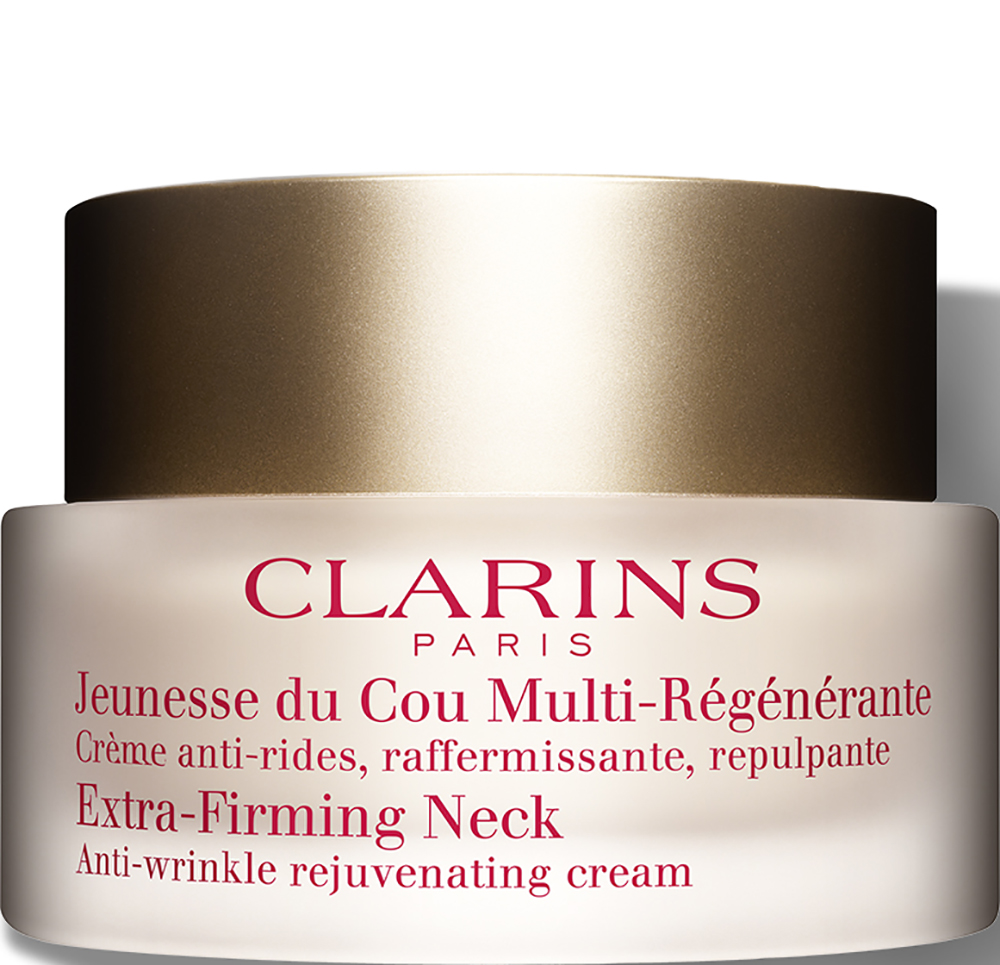 CLARINS
PARIS
Jeunesse du Cou Multi-Régénérante
Crème anti-rides, raffermissante, repulpante
Extra-Firming Neck
Anti-wrinkle rejuvenating cream